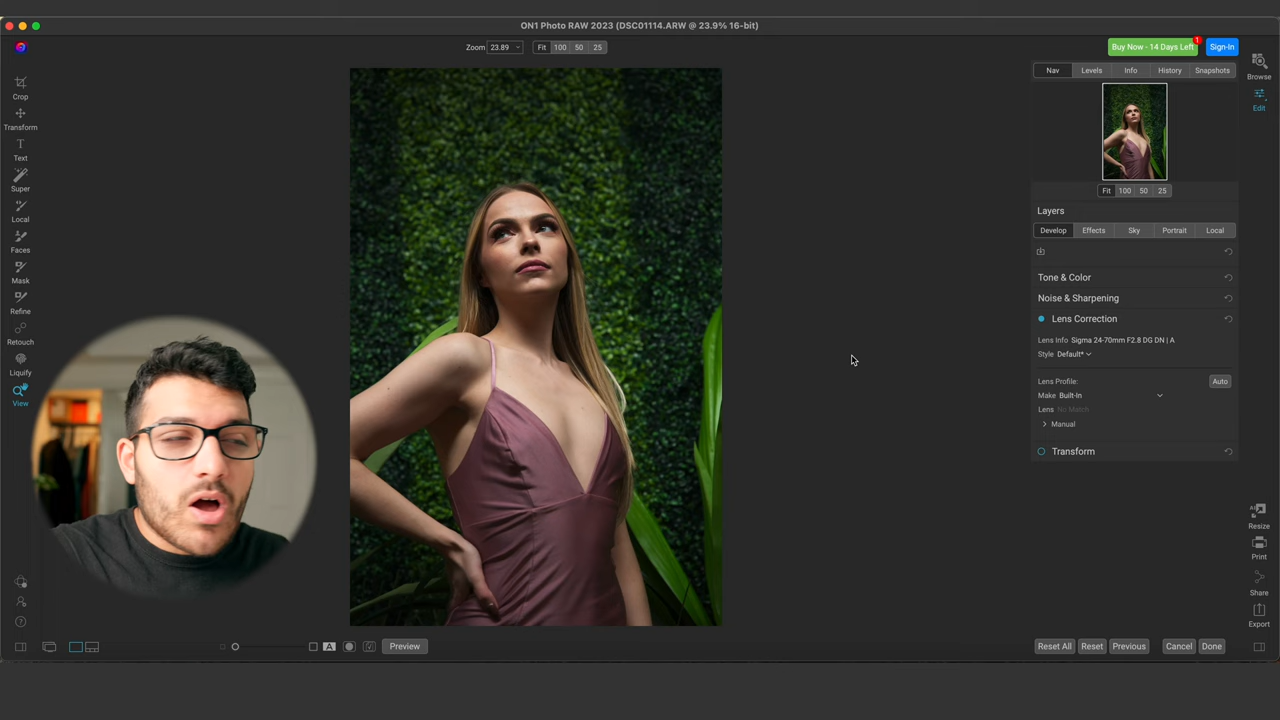 ON1 Photo RAW 2023 (DSC01114.ARW @ 23.9% 16-bit)
Zoom 23.89 Fit 100 50 25
Buy Now - 14 Days Left 1 Sign-In
Crop
Transform
Text
Super
Local
Faces
Mask
Refine
Retouch
Liquify
View
Nav Levels Info History Snapshots
Fit 100 50 25
Layers
Develop Effects Sky Portrait Local
Tone & Color
Noise & Sharpening
Lens Correction
Lens Info Sigma 24-70mm F2.8 DG DN | A
Style Default*
Lens Profile: Auto
Make Built-In
Lens No Match
Manual
Transform
Browse
Edit
Resize
Print
Share
Export
A Preview
Reset All Reset Previous Cancel Done